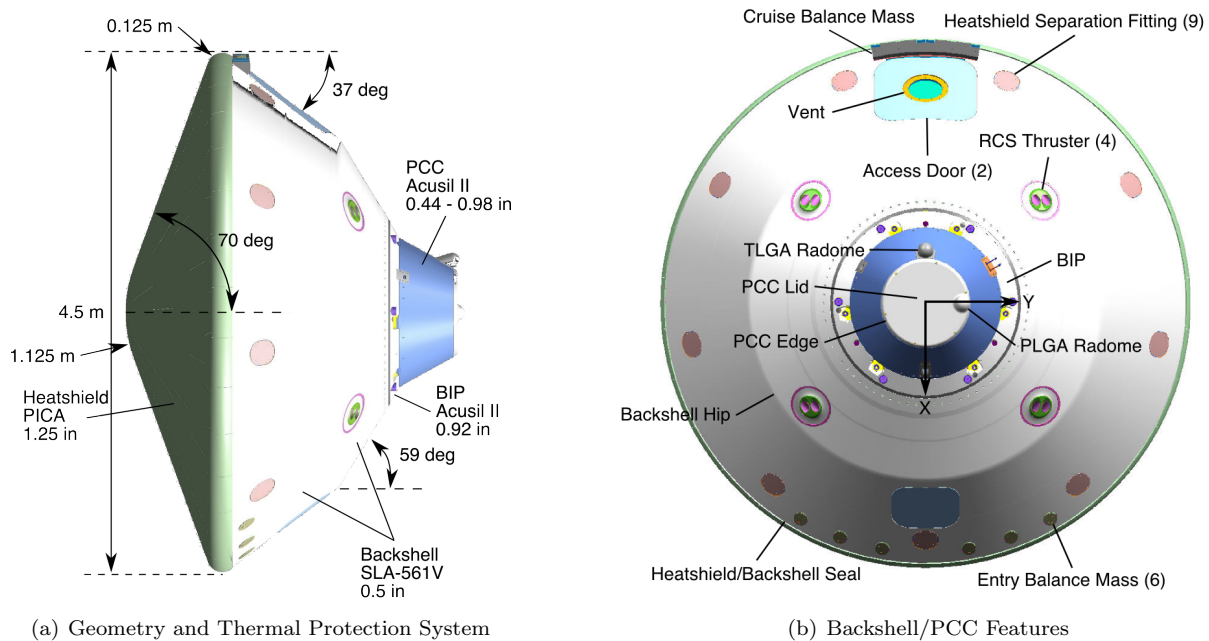 0.125 m
37 deg
PCC
Acusil II
0.44 - 0.98 in
70 deg
4.5 m
1.125 m
Heatshield
PICA
1.25 in
BIP
Acusil II
0.92 in
59 deg
Backshell
SLA-561V
0.5 in
(a) Geometry and Thermal Protection System
Cruise Balance Mass
Heatshield Separation Fitting (9)
Vent
RCS Thruster (4)
Access Door (2)
TLGA Radome
BIP
PCC Lid
Y
PCC Edge
PLGA Radome
X
Backshell Hip
Heatshield/Backshell Seal
Entry Balance Mass (6)
(b) Backshell/PCC Features